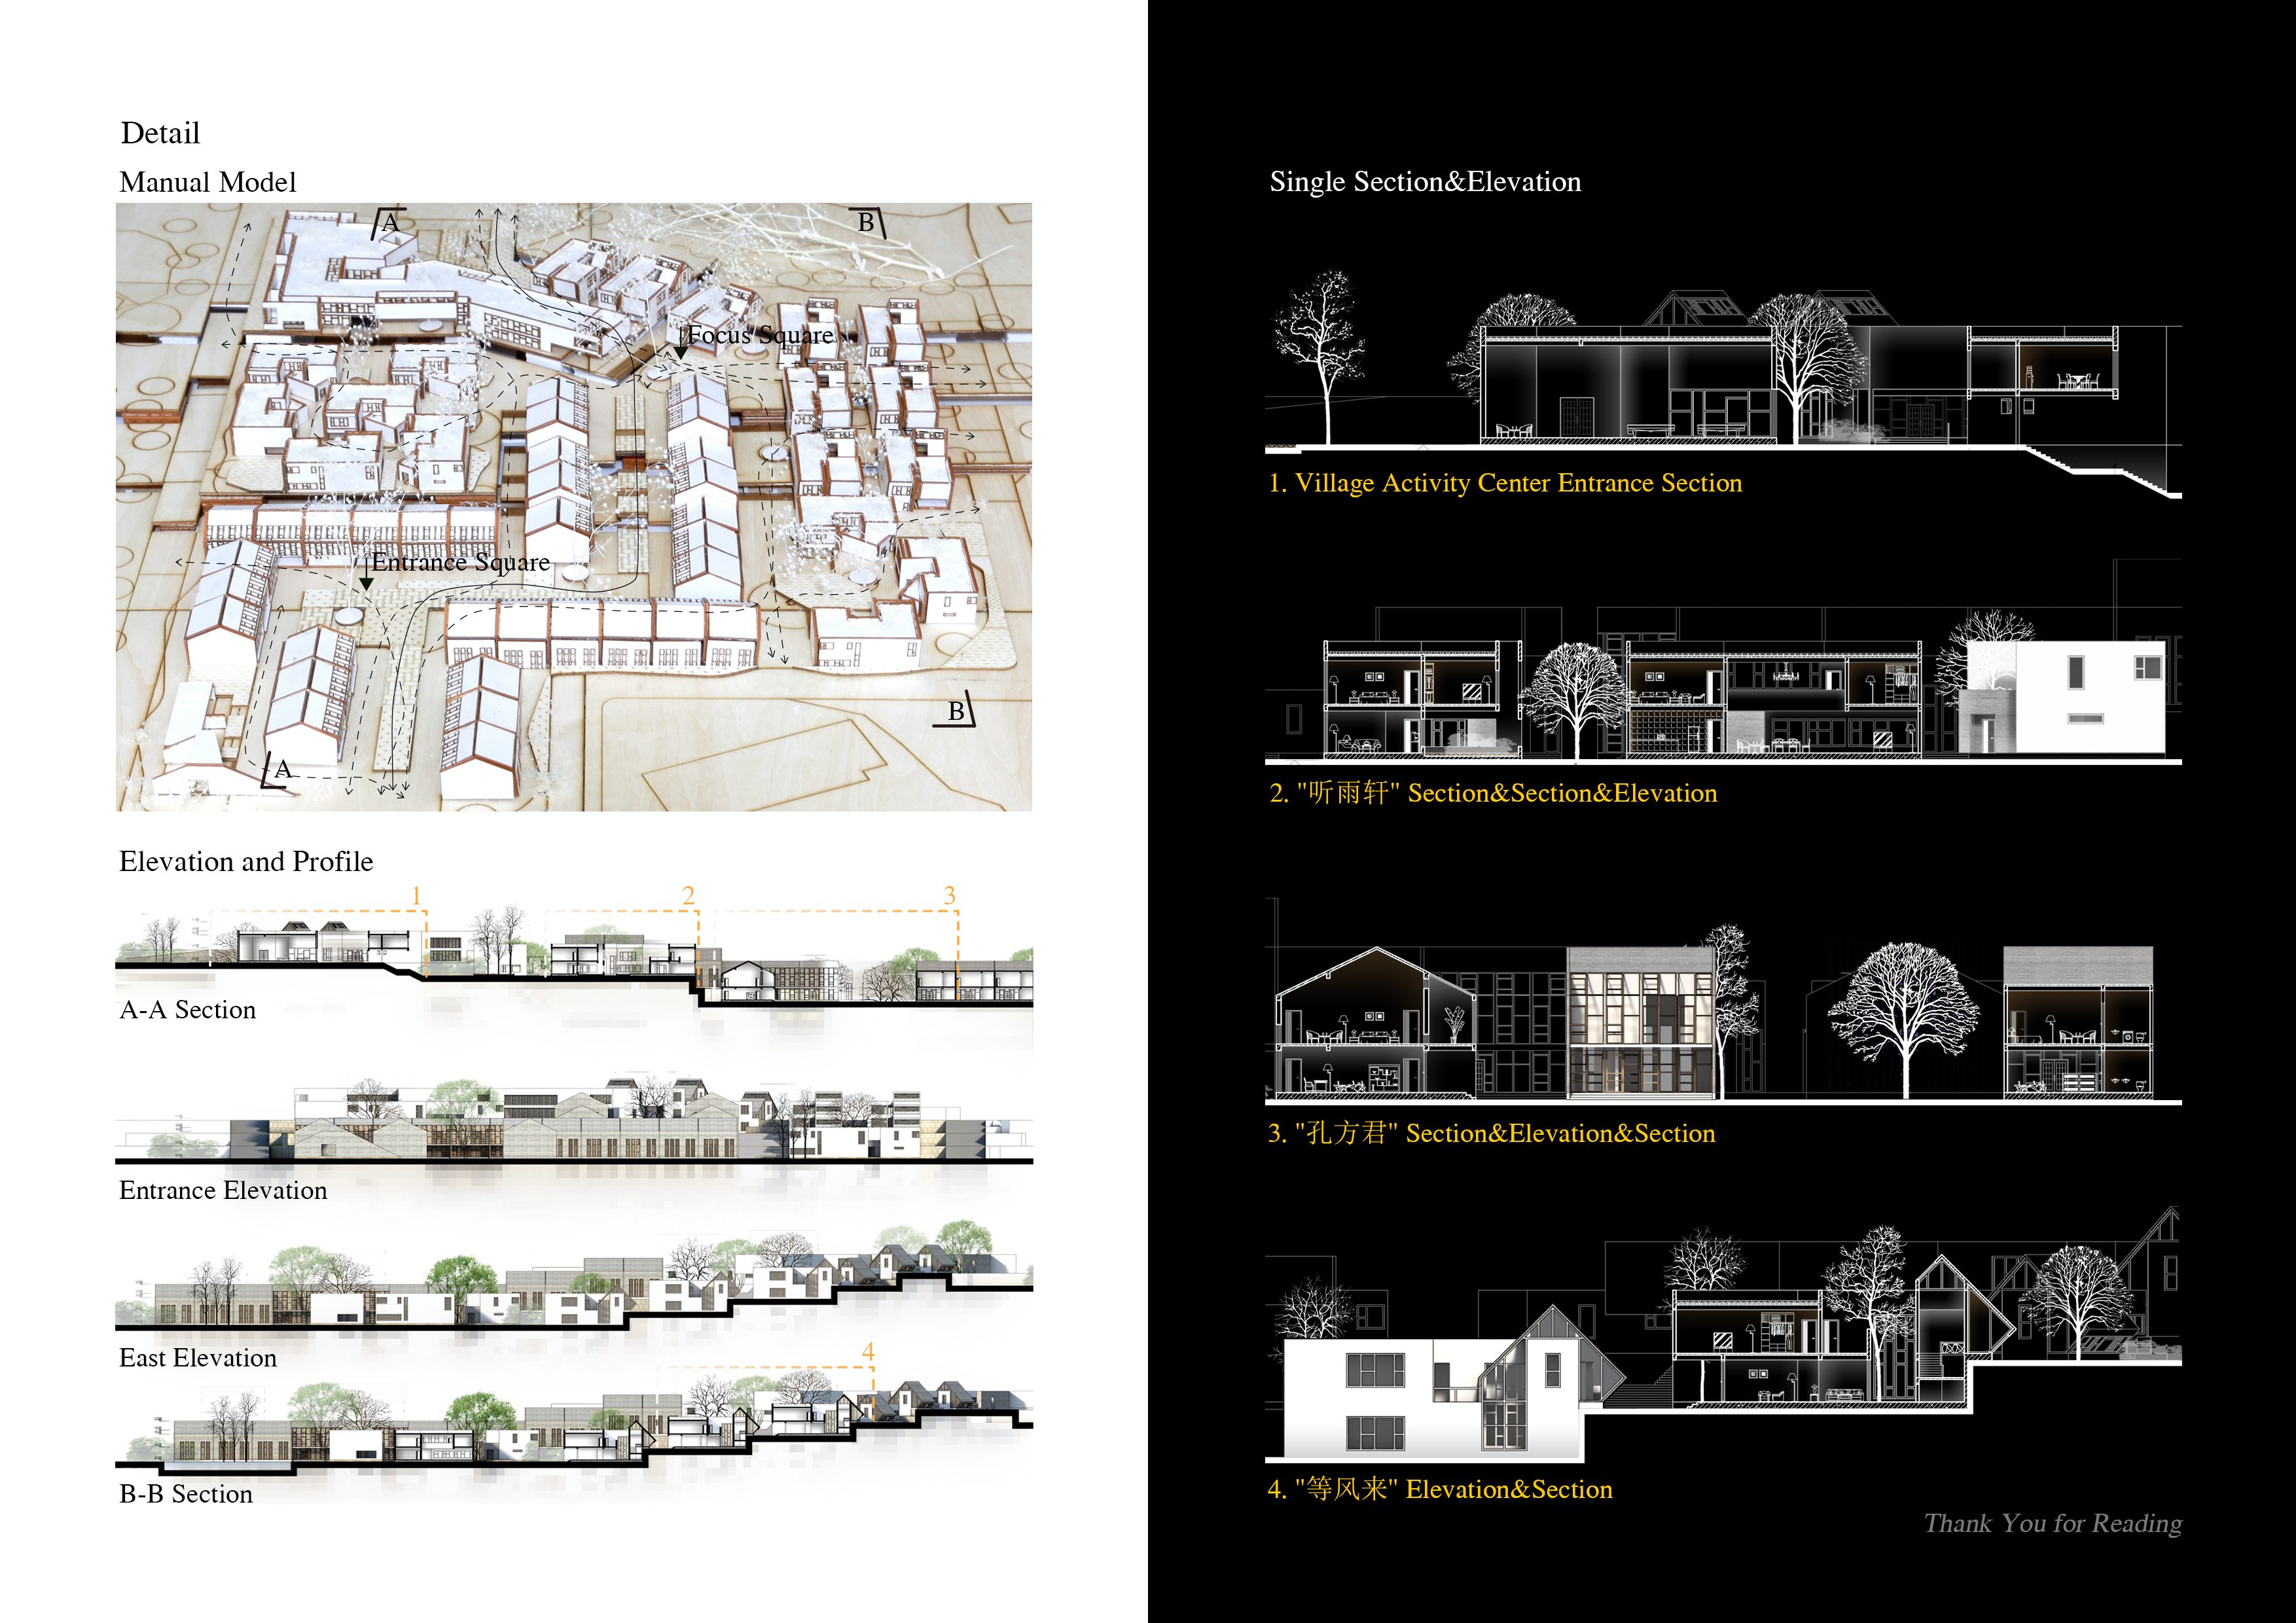 Detail
Manual Model
A
B
Focus Square
Entrance Square
B
A
Elevation and Profile
1
2
3
A-A Section
Entrance Elevation
East Elevation
4
B-B Section
Single Section&Elevation
1. Village Activity Center Entrance Section
2. "听雨轩" Section&Section&Elevation
3. "孔方君" Section&Elevation&Section
4. "等风来" Elevation&Section
Thank You for Reading